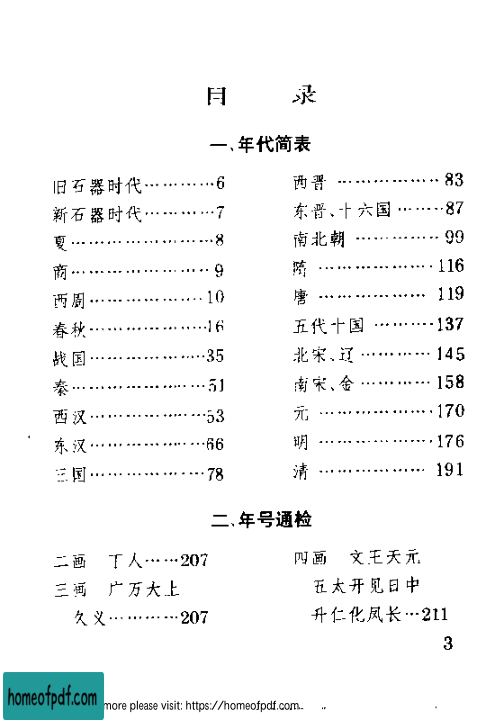 目 录
一、年代简表
旧石器时代…………6
新石器时代…………7
夏……………………8
商……………………9
西周…………………10
春秋…………………16
战国…………………35
秦……………………51
西汉…………………53
东汉…………………66
三国…………………78
西晋………………83
东晋、十六国………87
南北朝……………99
隋…………………116
唐…………………119
五代十国…………137
北宋、辽…………145
南宋、金…………158
元…………………170
明…………………176
清…………………191
二、年号通检
二画 丁人……207
三画 广万大上
久义…………207
四画 文王天元
五太开见日中
升仁化凤长…211
3
homeofpdf.com
more please visit: https://homeofpdf.com